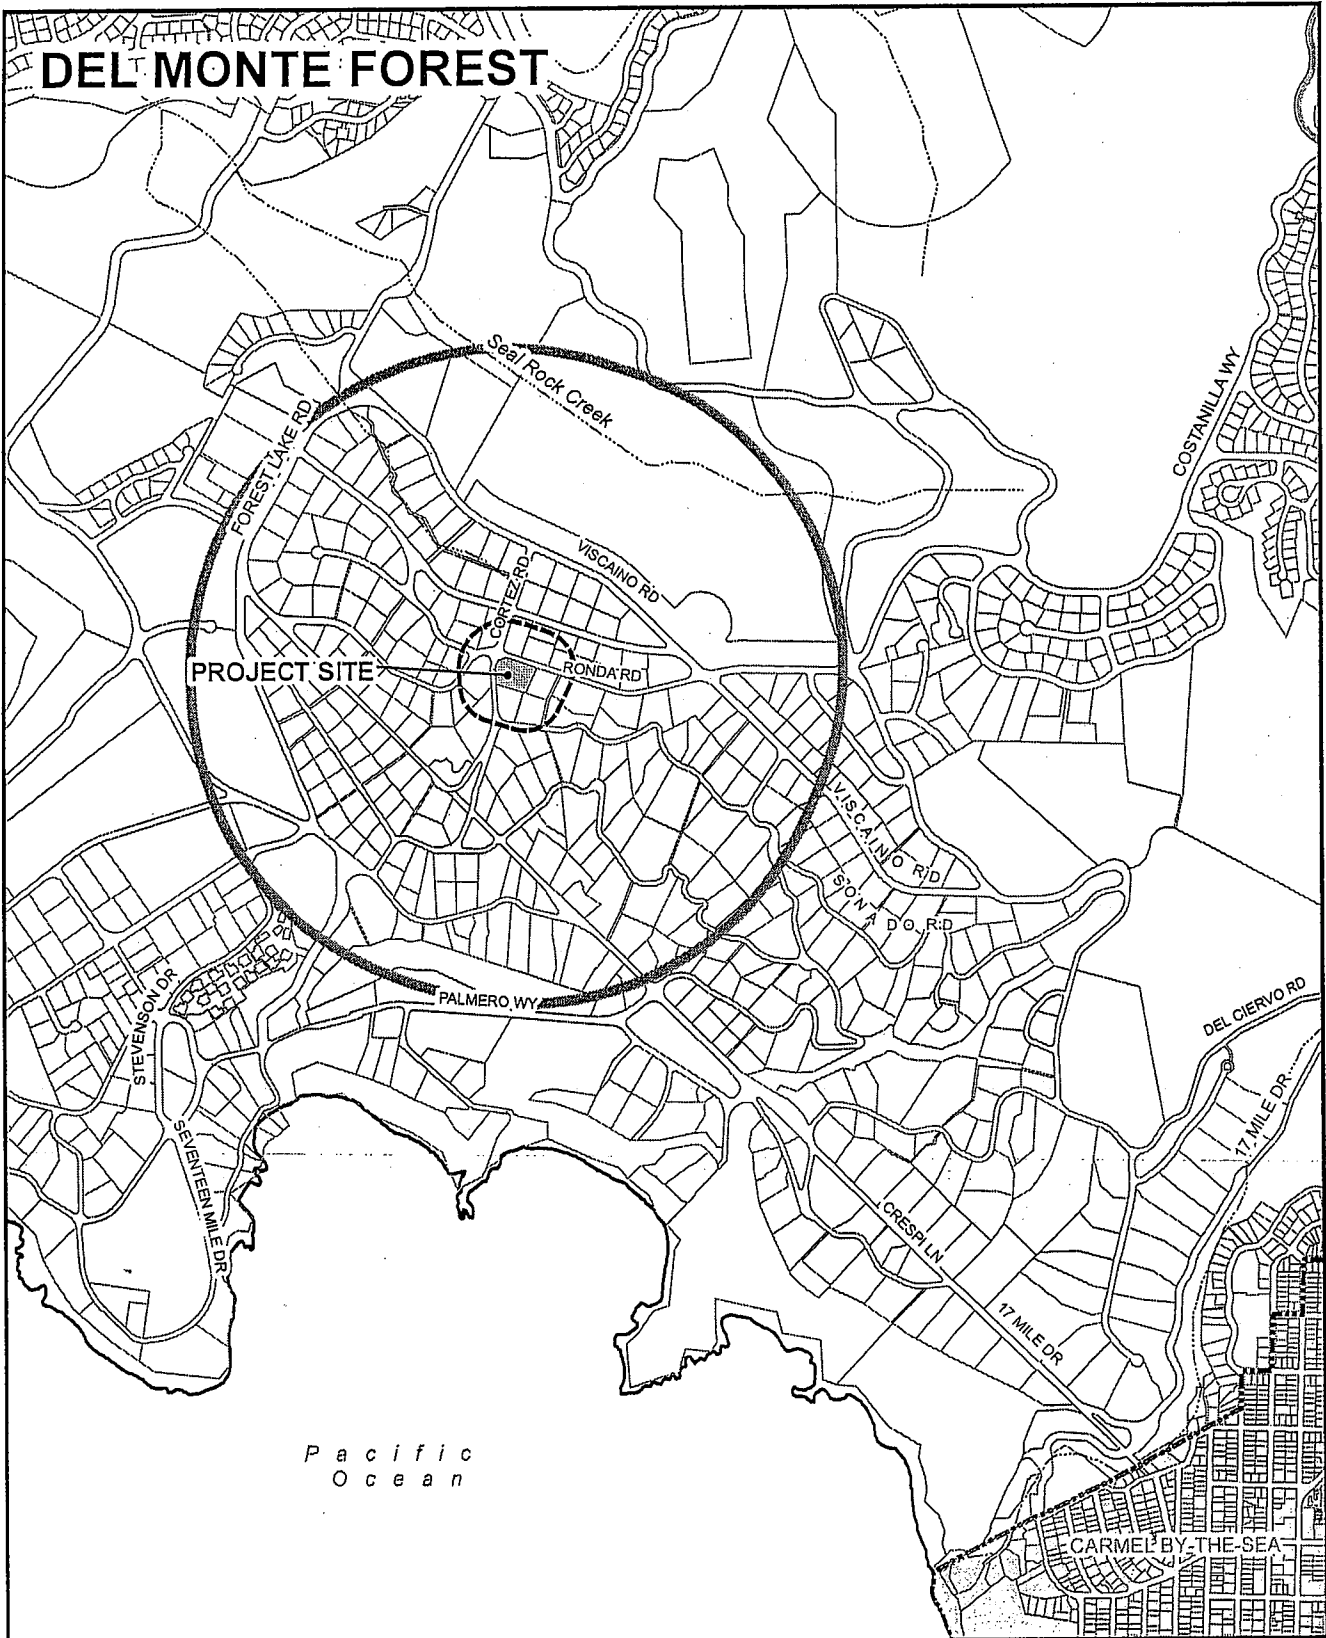 DEL MONTE FOREST
Seal Rock Creek
COSTANILLA WY
FOREST LAKE RD
VISCAINO RD
CORTEZ RD
PROJECT SITE
RONDA RD
VISCAINO RD
SONADO RD
PALMERO WY
STEVENSON DR
DEL CIERVO RD
17 MILE DR
SEVENTEEN MILE DR
CRESPI LN
17 MILE DR
Pacific
Ocean
CARMEL BY-THE-SEA